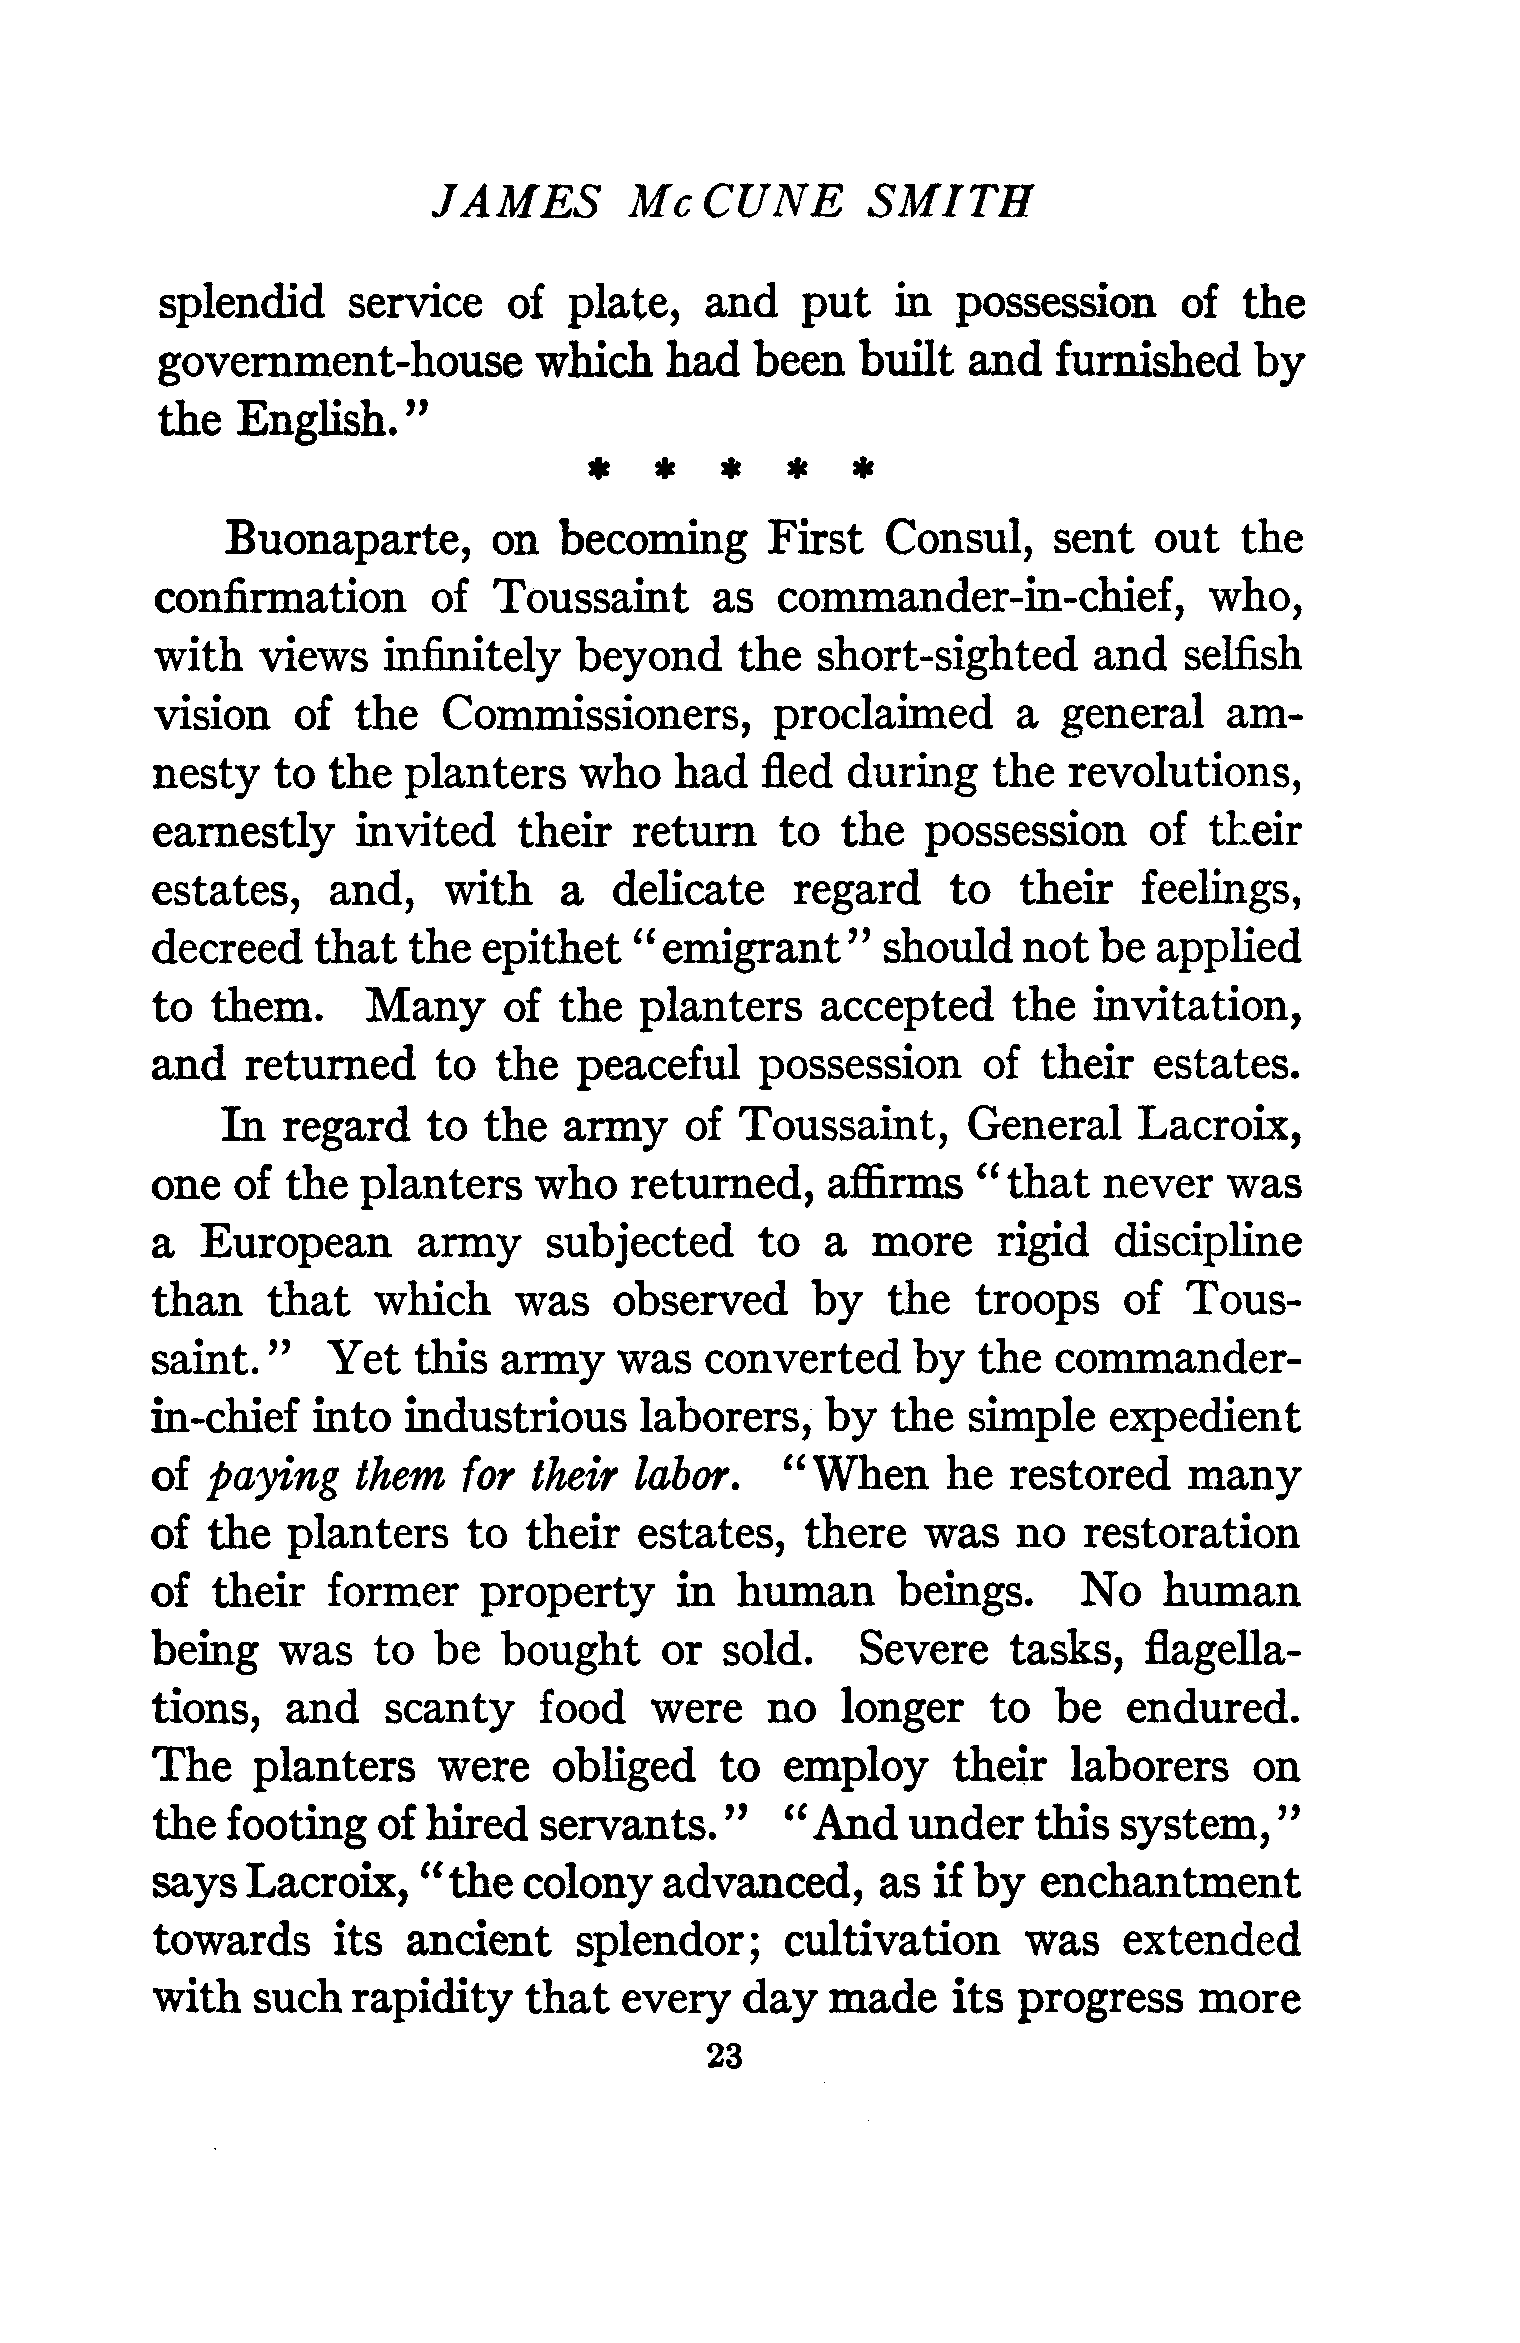 JAMES McCUNE SMITH
splendid service of plate, and put in possession of the
government-house which had been built and furnished by
the English."
* * * * *
Buonaparte, on becoming First Consul, sent out the
confirmation of Toussaint as commander-in-chief, who,
with views infinitely beyond the short-sighted and selfish
vision of the Commissioners, proclaimed a general am-
nesty to the planters who had fled during the revolutions,
earnestly invited their return to the possession of their
estates, and, with a delicate regard to their feelings,
decreed that the epithet "emigrant" should not be applied
to them. Many of the planters accepted the invitation,
and returned to the peaceful possession of their estates.
In regard to the army of Toussaint, General Lacroix,
one of the planters who returned, affirms "that never was
a European army subjected to a more rigid discipline
than that which was observed by the troops of Tous-
saint." Yet this army was converted by the commander-
in-chief into industrious laborers, by the simple expedient
of paying them for their labor. "When he restored many
of the planters to their estates, there was no restoration
of their former property in human beings. No human
being was to be bought or sold. Severe tasks, flagella-
tions, and scanty food were no longer to be endured.
The planters were obliged to employ their laborers on
the footing of hired servants." "And under this system,"
says Lacroix, "the colony advanced, as if by enchantment
towards its ancient splendor; cultivation was extended
with such rapidity that every day made its progress more
23